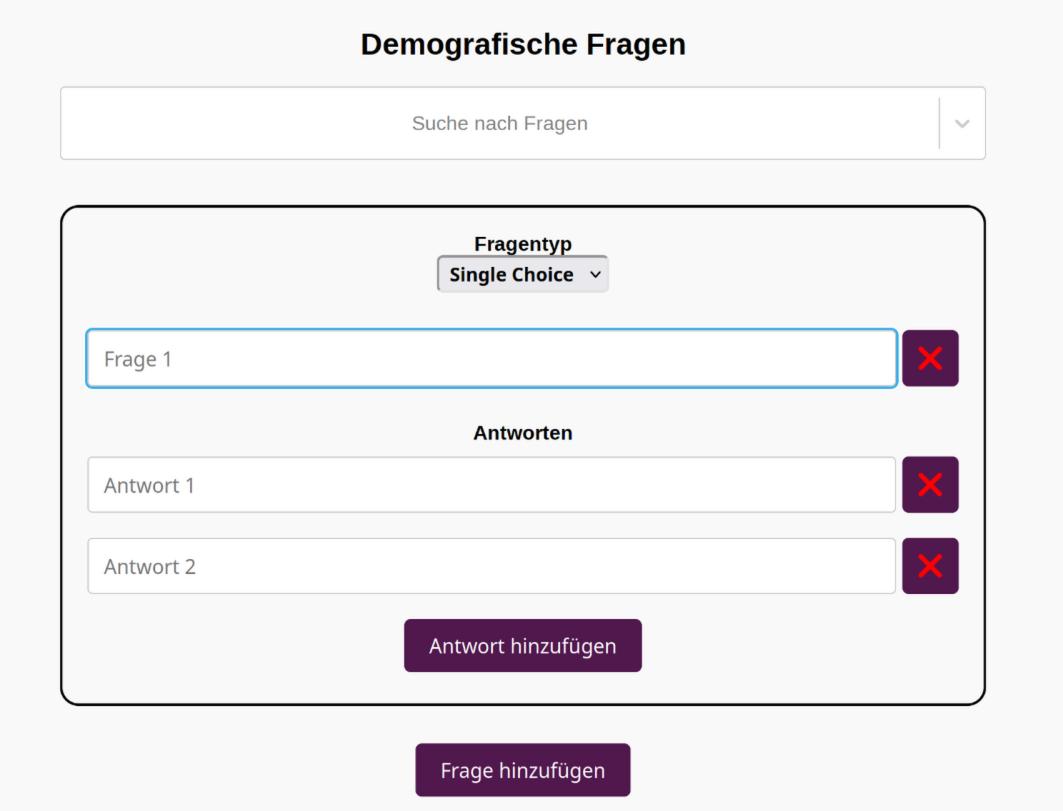 Demografische Fragen
Suche nach Fragen
Fragentyp
Single Choice
Frage 1
Antworten
Antwort 1
Antwort 2
Antwort hinzufügen
Frage hinzufügen